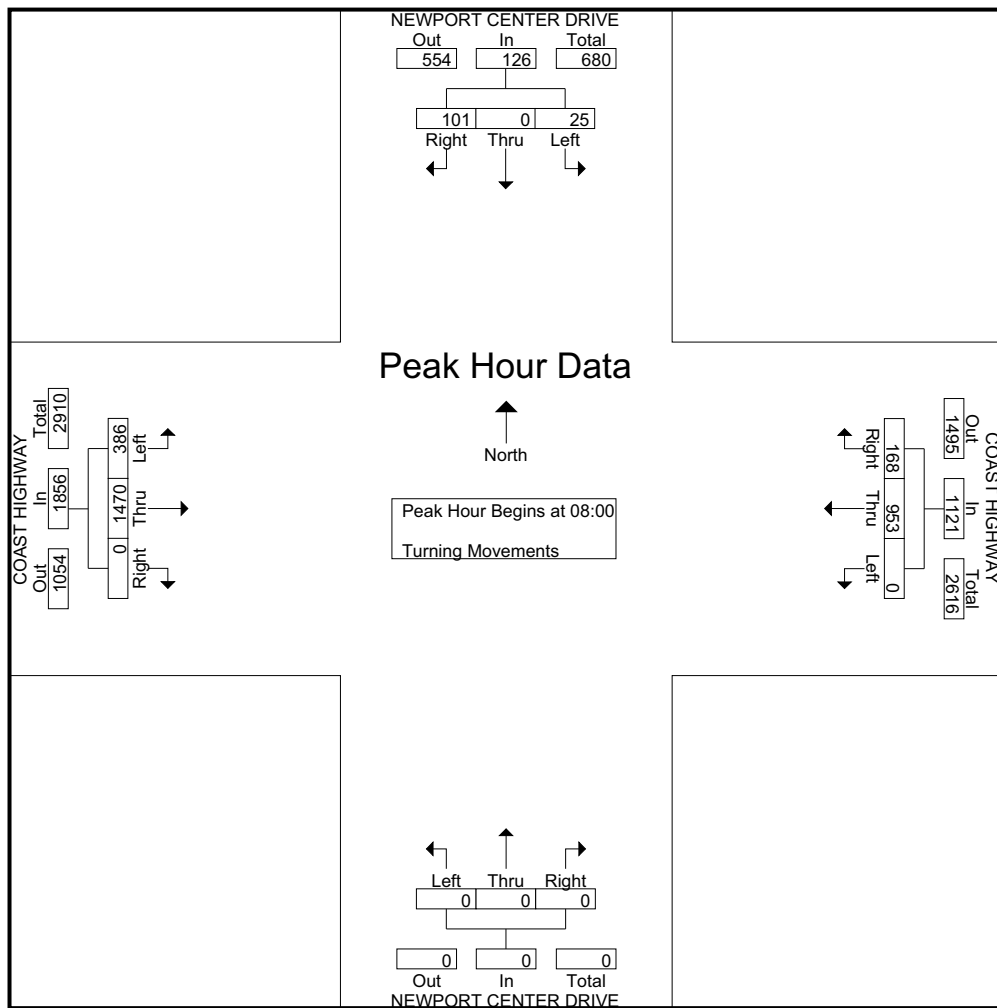 NEWPORT CENTER DRIVE
Out In Total
554 126 680
101 0 25
Right Thru Left
Peak Hour Data
North
Peak Hour Begins at 08:00
Turning Movements
COAST HIGHWAY
Out In Total
1054 1856 2910
Left Thru Right
386 1470 0
COAST HIGHWAY
Out In Total
1495 1121 2616
Right Thru Left
168 953 0
Left Thru Right
0 0 0
0 0 0
Out In Total
NEWPORT CENTER DRIVE